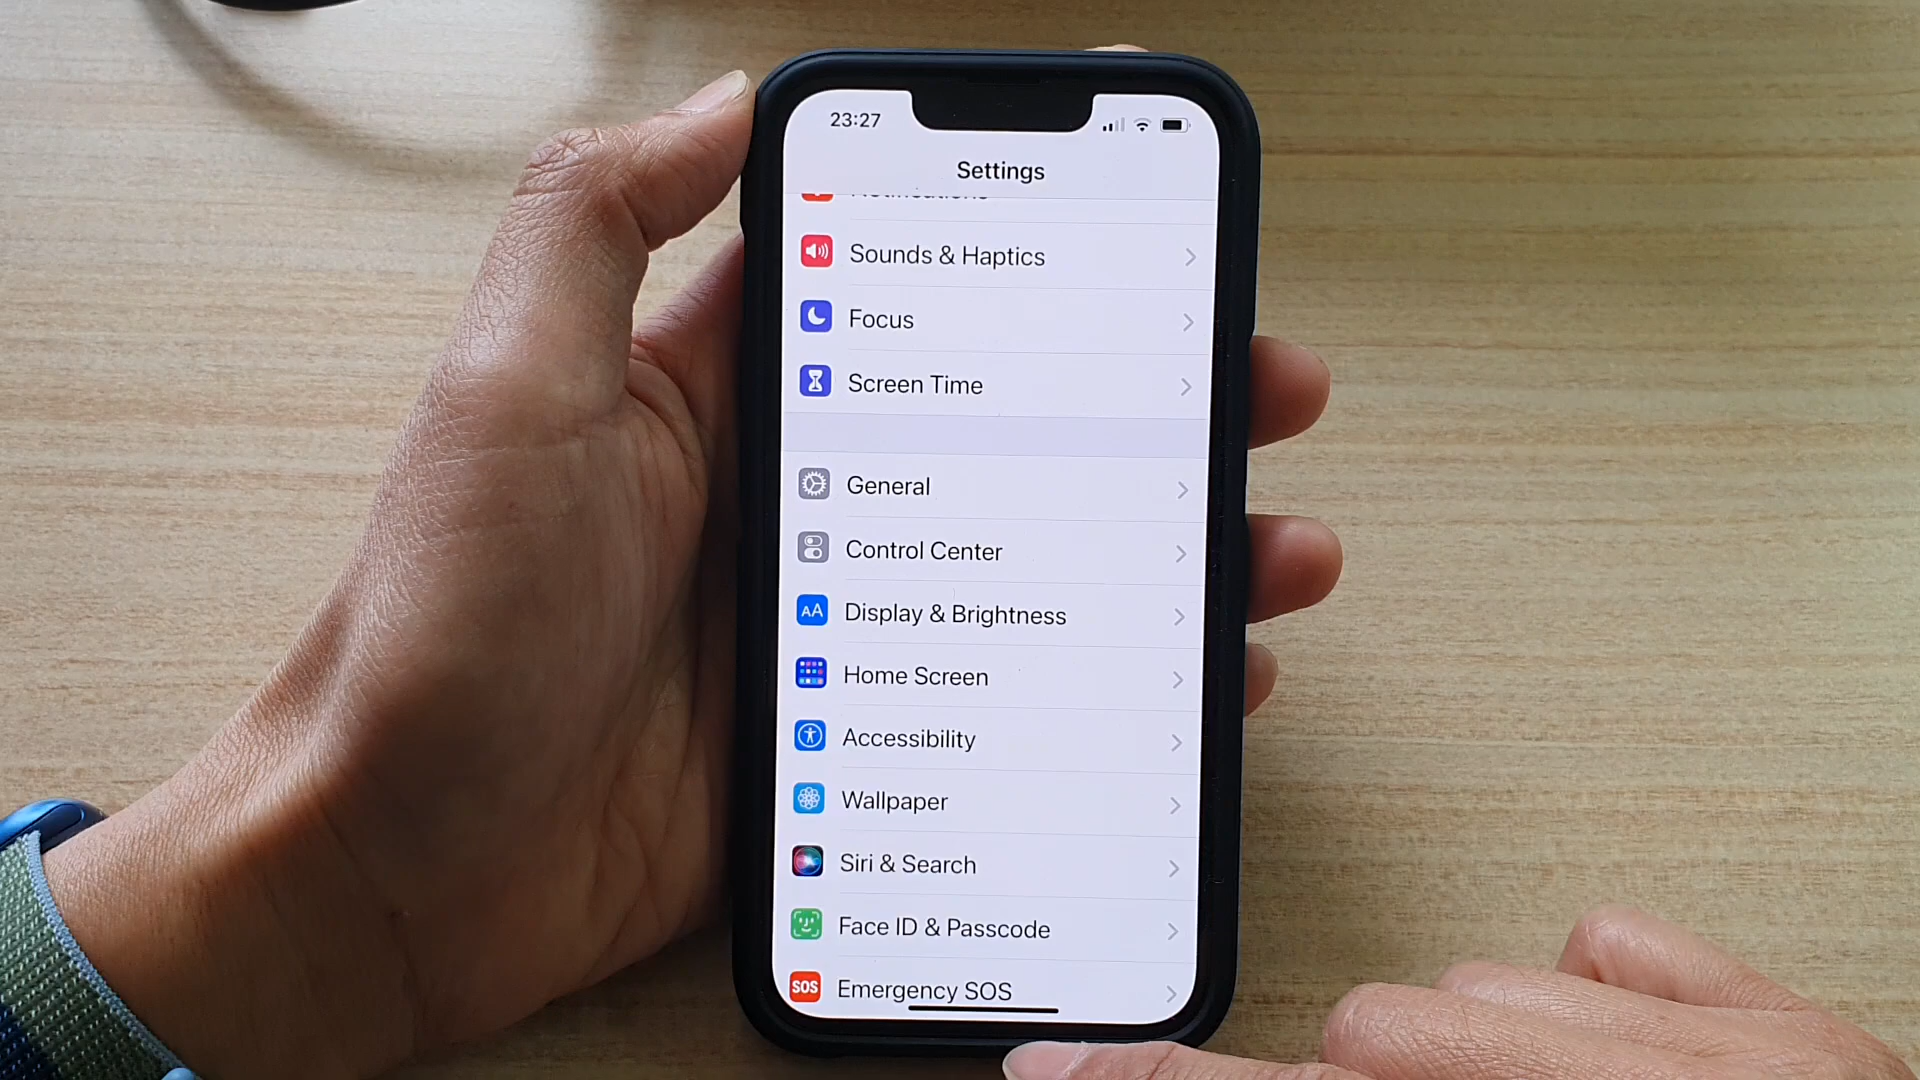 23:27
Settings
Notifications
Sounds & Haptics
Focus
Screen Time
General
Control Center
AA Display & Brightness
Home Screen
Accessibility
Wallpaper
Siri & Search
Face ID & Passcode
SOS Emergency SOS